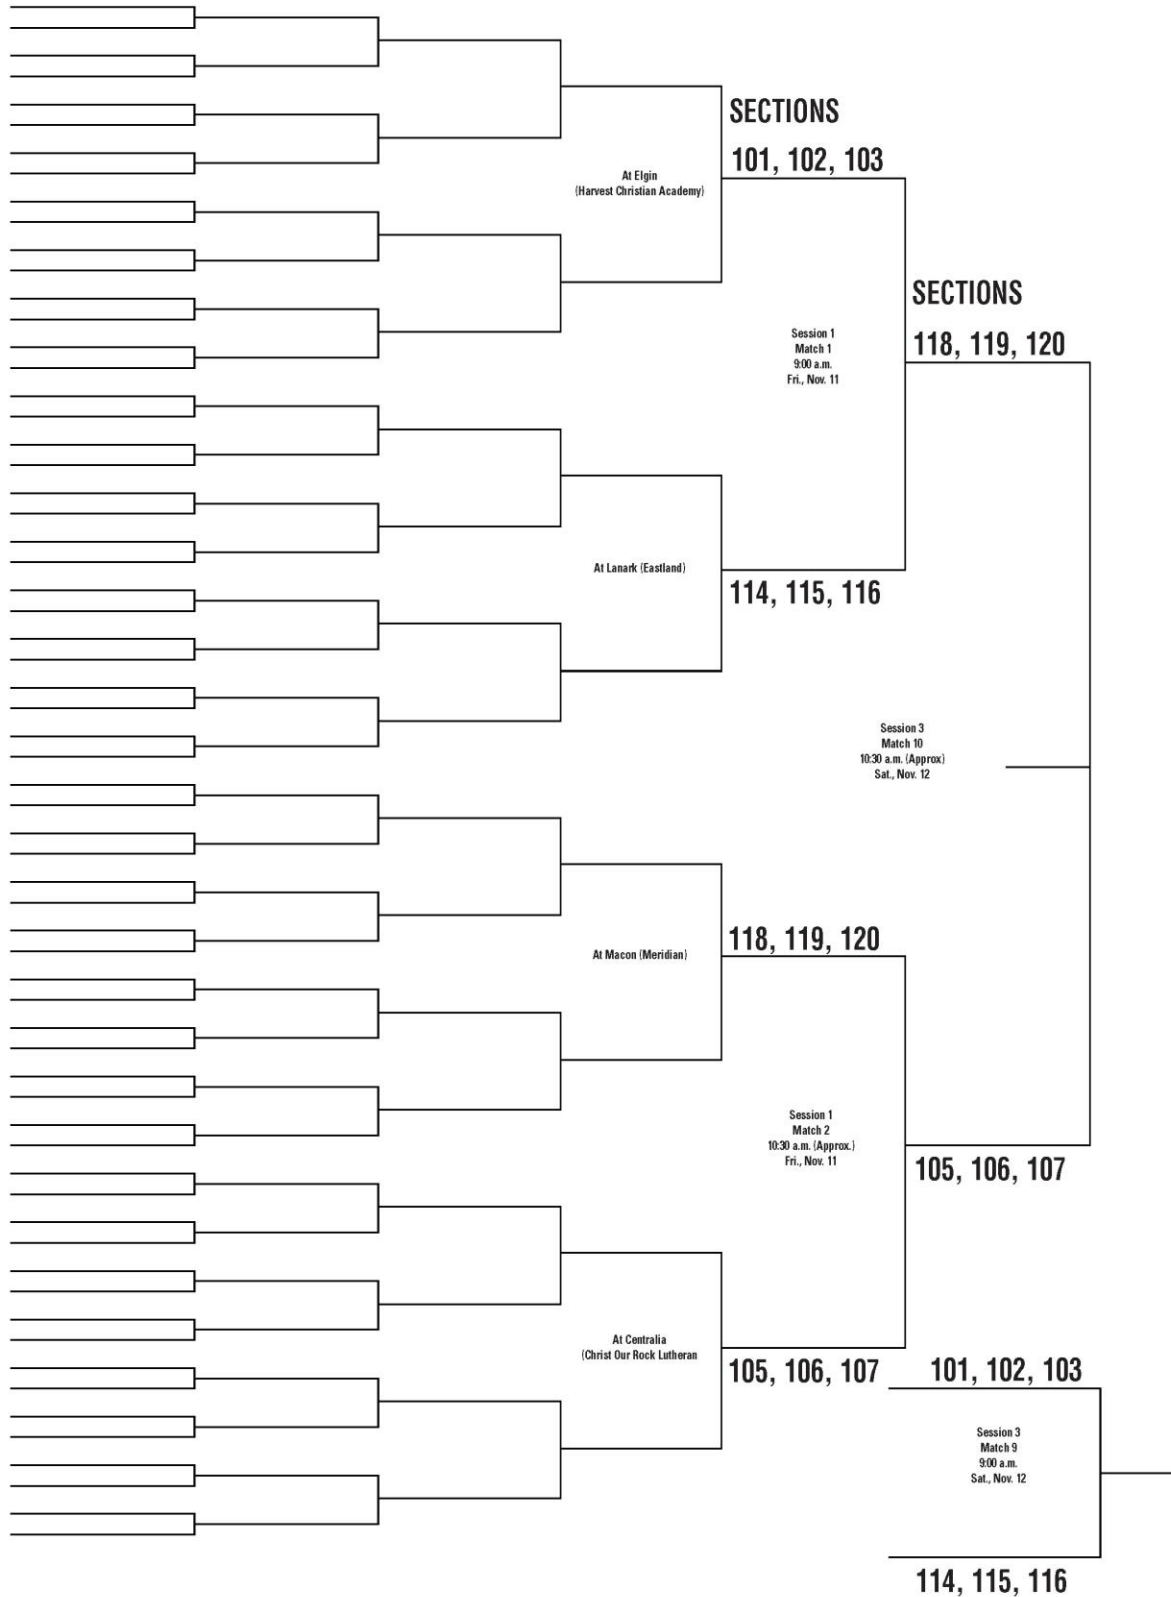 SECTIONS
101, 102, 103
At Elgin
(Harvest Christian Academy)
SECTIONS
118, 119, 120
Session 1
Match 1
9:00 a.m.
Fri., Nov. 11
At Lanark (Eastland)
114, 115, 116
Session 3
Match 10
10:30 a.m. (Approx)
Sat., Nov. 12
118, 119, 120
At Macon (Meridian)
Session 1
Match 2
10:30 a.m. (Approx.)
Fri., Nov. 11
105, 106, 107
At Centralia
(Christ Our Rock Lutheran
105, 106, 107
101, 102, 103
Session 3
Match 9
9:00 a.m.
Sat., Nov. 12
114, 115, 116